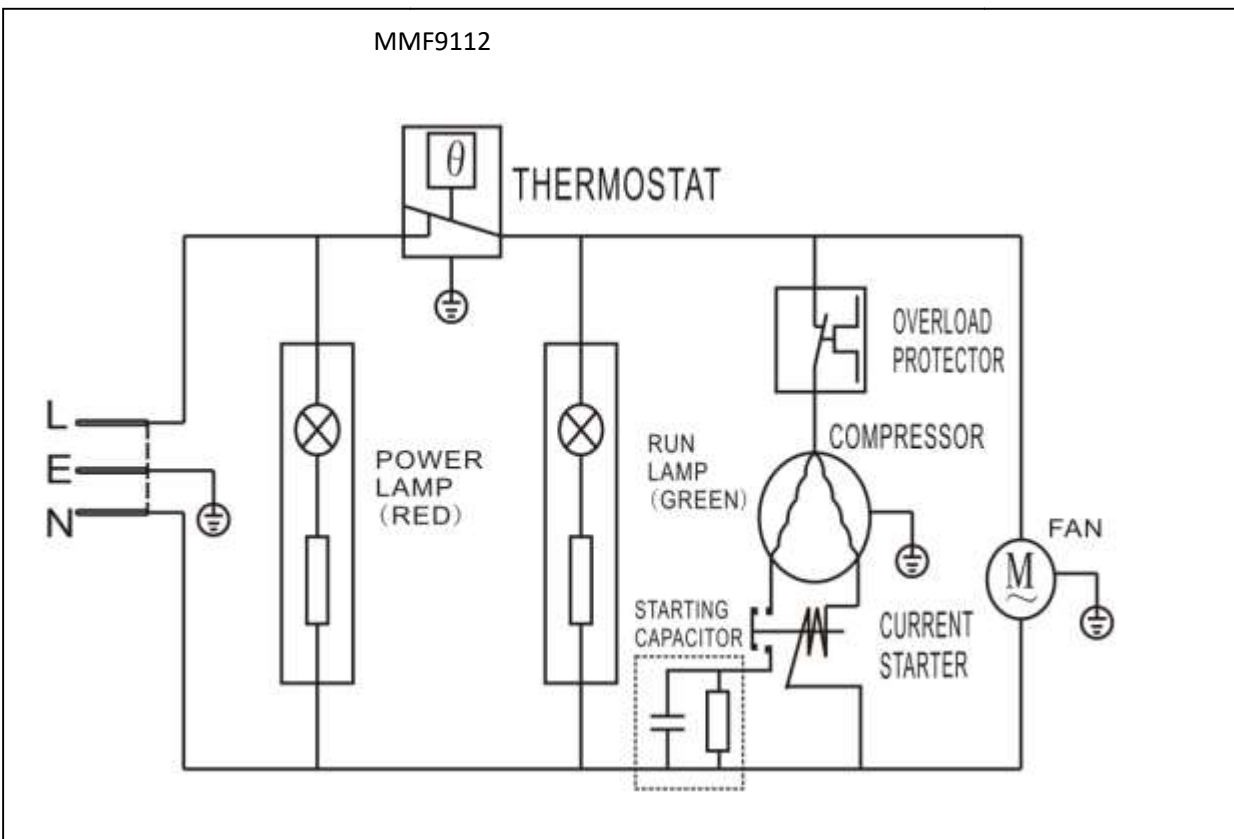 MMF9112
θ
THERMOSTAT
OVERLOAD
PROTECTOR
L
E
N
POWER
LAMP
(RED)
RUN
LAMP
(GREEN)
COMPRESSOR
FAN
M
~
STARTING
CAPACITOR
CURRENT
STARTER